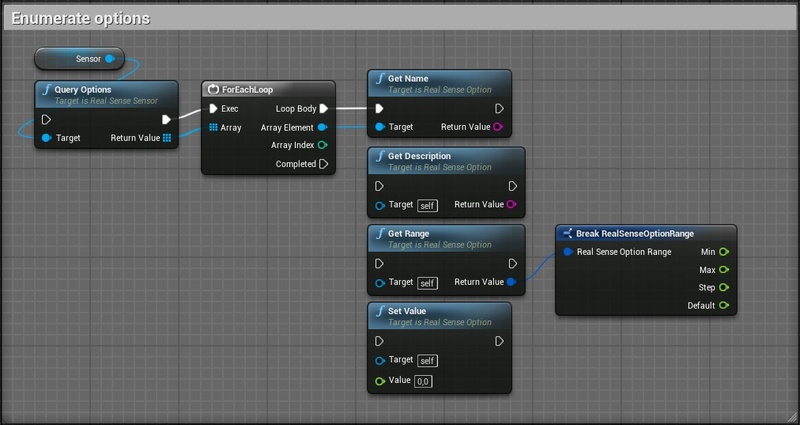 Enumerate options
Sensor
Query Options
Target is Real Sense Sensor
Target
Return Value
ForEachLoop
Exec
Loop Body
Array
Array Element
Array Index
Completed
Get Name
Target is Real Sense Option
Target
Return Value
Get Description
Target is Real Sense Option
Target self
Return Value
Get Range
Target is Real Sense Option
Target self
Return Value
Break RealSenseOptionRange
Real Sense Option Range
Min
Max
Step
Default
Set Value
Target is Real Sense Option
Target self
Value 0,0